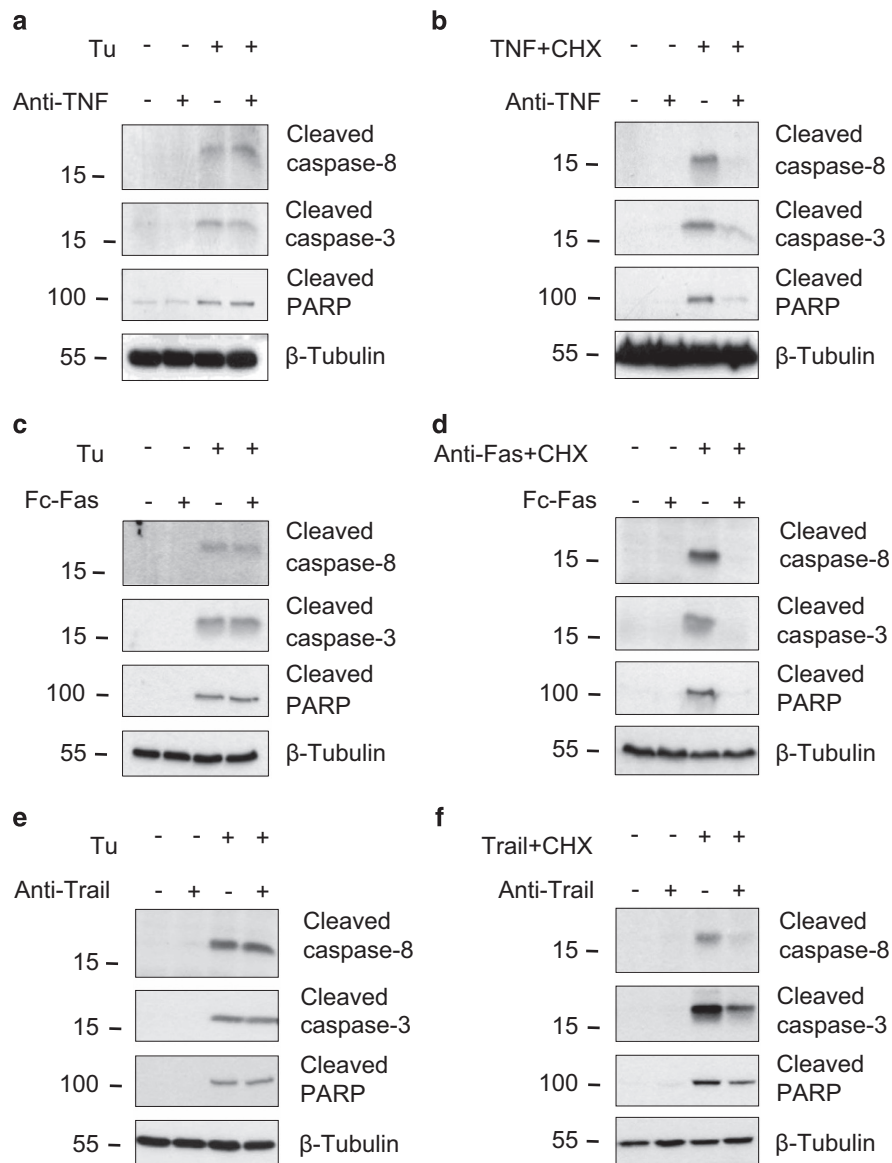 a
Tu - - + +
Anti-TNF - + - +
15 – Cleaved caspase-8
15 – Cleaved caspase-3
100 – Cleaved PARP
55 – β-Tubulin
b
TNF+CHX - - + +
Anti-TNF - + - +
15 – Cleaved caspase-8
15 – Cleaved caspase-3
100 – Cleaved PARP
55 – β-Tubulin
c
Tu - - + +
Fc-Fas - + - +
15 – Cleaved caspase-8
15 – Cleaved caspase-3
100 – Cleaved PARP
55 – β-Tubulin
d
Anti-Fas+CHX - - + +
Fc-Fas - + - +
15 – Cleaved caspase-8
15 – Cleaved caspase-3
100 – Cleaved PARP
55 – β-Tubulin
e
Tu - - + +
Anti-Trail - + - +
15 – Cleaved caspase-8
15 – Cleaved caspase-3
100 – Cleaved PARP
55 – β-Tubulin
f
Trail+CHX - - + +
Anti-Trail - + - +
15 – Cleaved caspase-8
15 – Cleaved caspase-3
100 – Cleaved PARP
55 – β-Tubulin